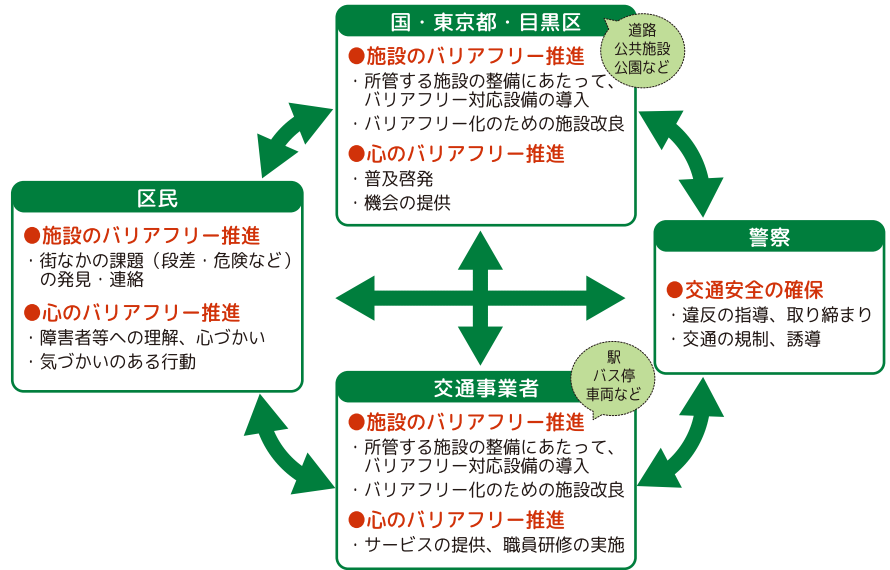 国・東京都・目黒区
道路
公共施設
公園など
●施設のバリアフリー推進
・所管する施設の整備にあたって、
バリアフリー対応設備の導入
・バリアフリー化のための施設改良
●心のバリアフリー推進
・普及啓発
・機会の提供
区民
●施設のバリアフリー推進
・街なかの課題（段差・危険など）
の発見・連絡
●心のバリアフリー推進
・障害者等への理解、心づかい
・気づかいのある行動
警察
●交通安全の確保
・違反の指導、取り締まり
・交通の規制、誘導
交通事業者
駅
バス停
車両など
●施設のバリアフリー推進
・所管する施設の整備にあたって、
バリアフリー対応設備の導入
・バリアフリー化のための施設改良
●心のバリアフリー推進
・サービスの提供、職員研修の実施